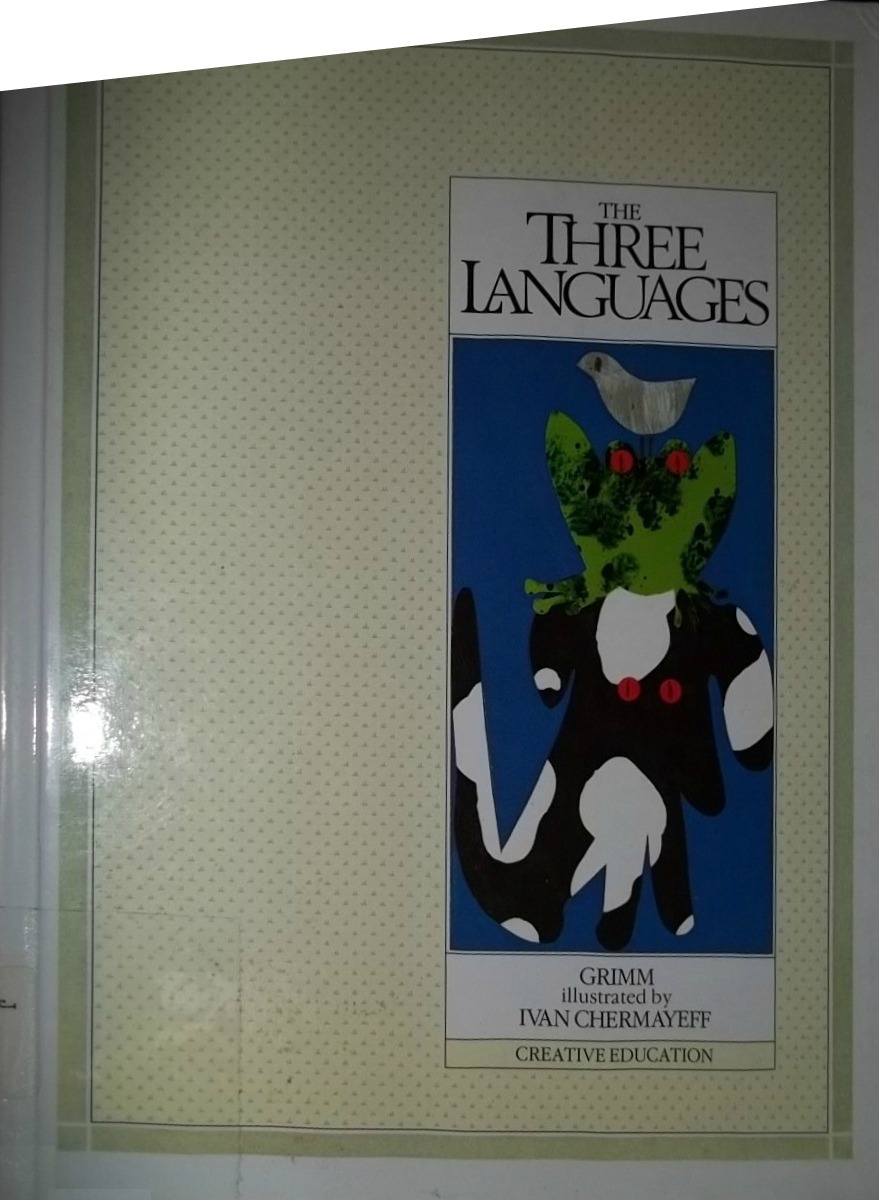 THE
THREE
LANGUAGES
GRIMM
illustrated by
IVAN CHERMAYEFF
CREATIVE EDUCATION